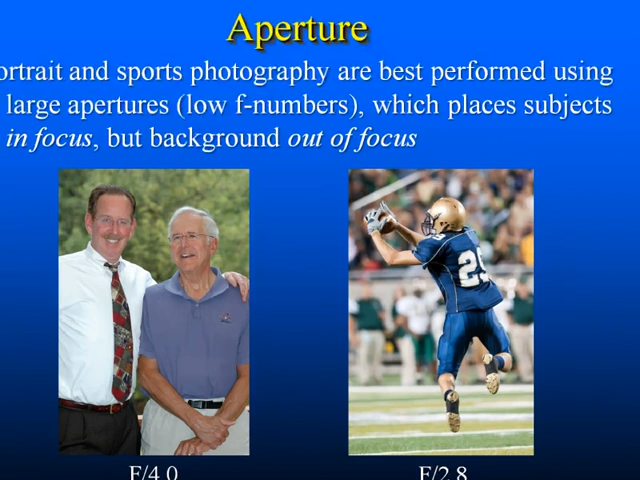 Aperture
ortrait and sports photography are best performed using
large apertures (low f-numbers), which places subjects
in focus, but background out of focus
F/4.0
F/2.8